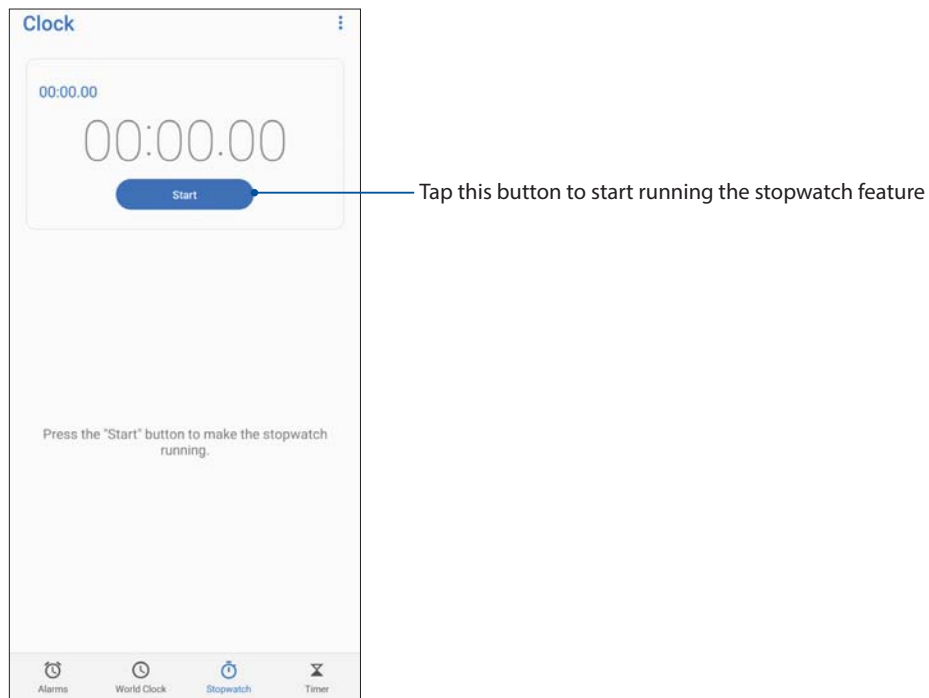 Clock
00:00.00
00:00.00
Start
Tap this button to start running the stopwatch feature
Press the "Start" button to make the stopwatch
running.
Alarms
World Clock
Stopwatch
Timer